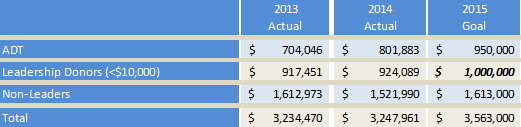 2013 2014 2015
Actual Actual Goal
ADT $ 704,046 $ 801,883 $ 950,000
Leadership Donors (<$10,000) $ 917,451 $ 924,089 $ 1,000,000
Non-Leaders $ 1,612,973 $ 1,521,990 $ 1,613,000
Total $ 3,234,470 $ 3,247,961 $ 3,563,000